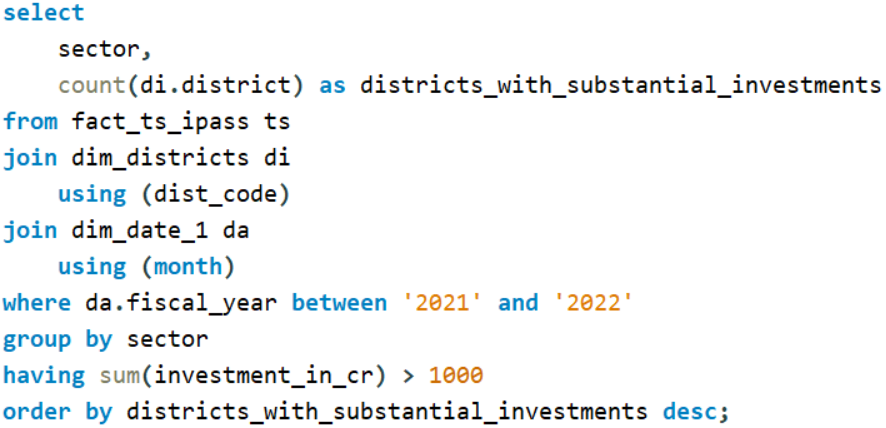 select
    sector,
    count(di.district) as districts_with_substantial_investments
from fact_ts_ipass ts
join dim_districts di
    using (dist_code)
join dim_date_1 da
    using (month)
where da.fiscal_year between '2021' and '2022'
group by sector
having sum(investment_in_cr) > 1000
order by districts_with_substantial_investments desc;